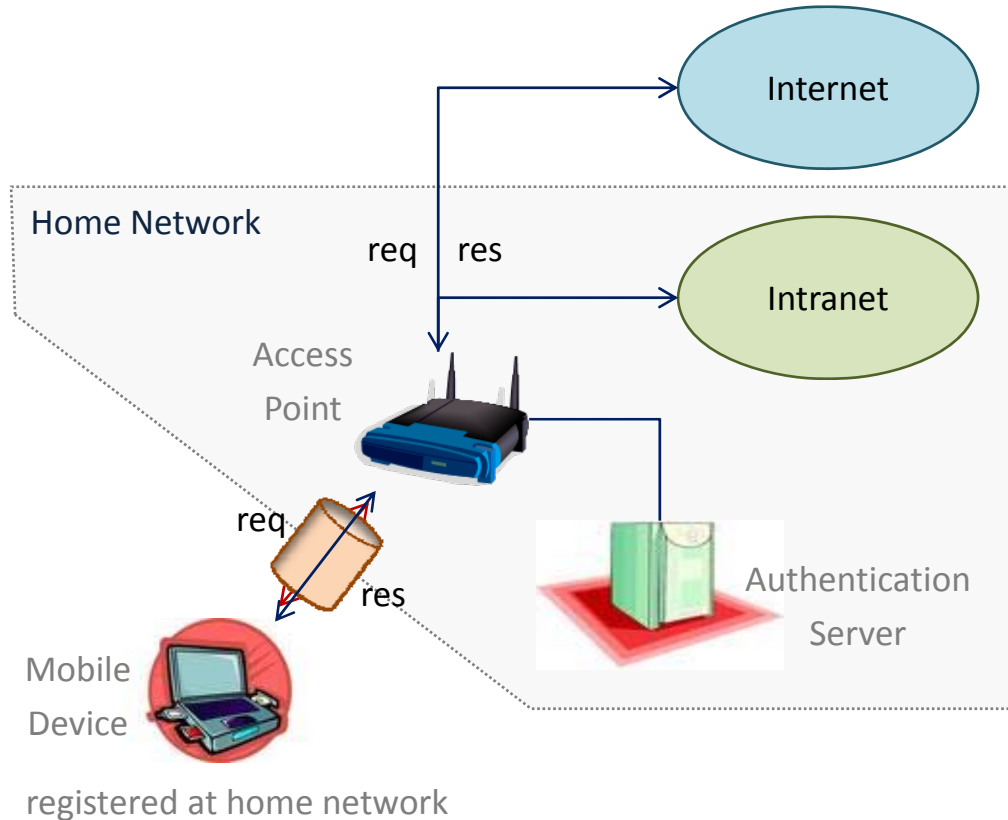 Internet
Home Network
req res
Intranet
Access
Point
req
res
Authentication
Server
Mobile
Device
registered at home network